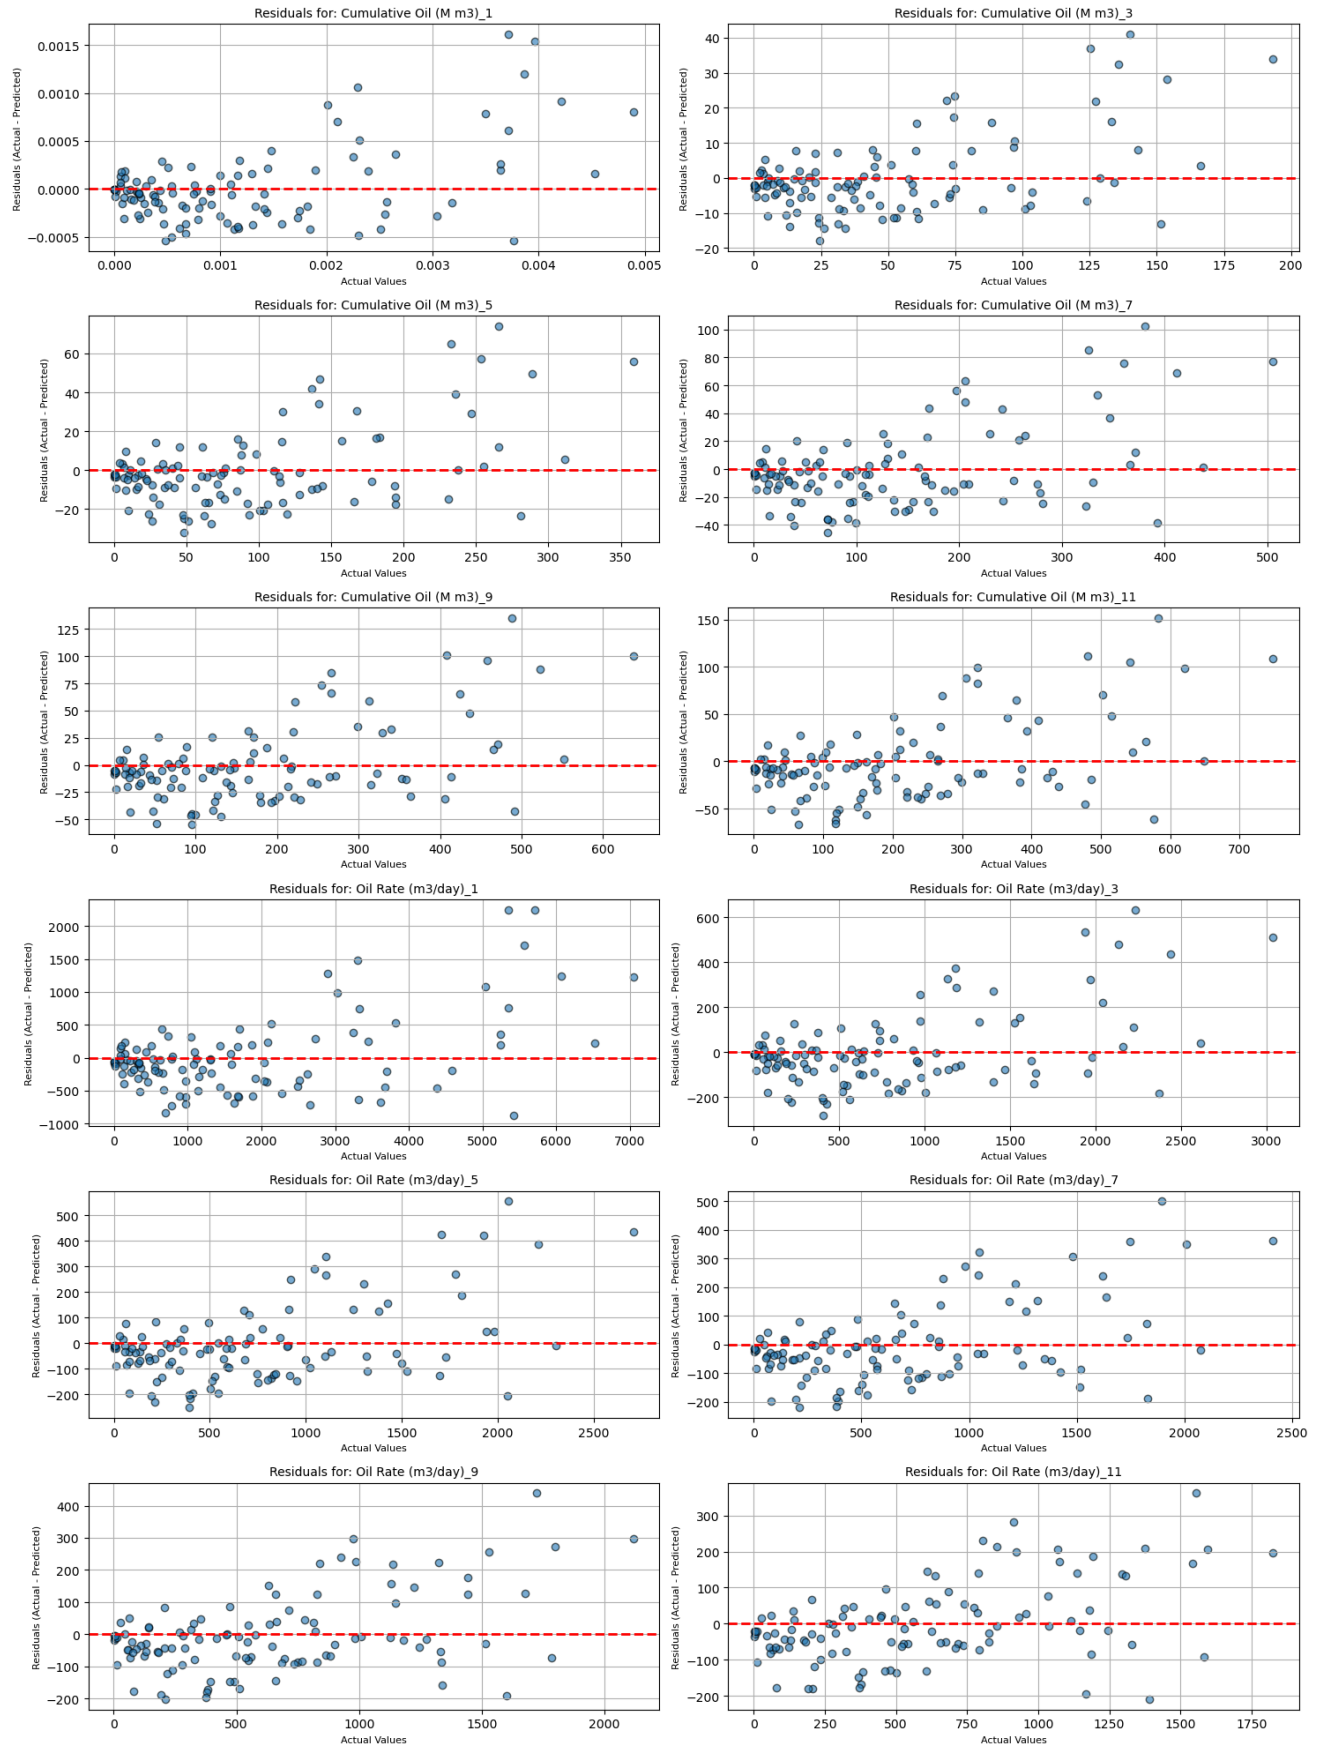 Residuals for: Cumulative Oil (M m3)_1
Residuals (Actual - Predicted)
0.0015
0.0010
0.0005
0.0000
−0.0005
0.000 0.001 0.002 0.003 0.004 0.005
Actual Values
Residuals for: Cumulative Oil (M m3)_3
Residuals (Actual - Predicted)
40
30
20
10
0
−10
−20
0 25 50 75 100 125 150 175 200
Actual Values
Residuals for: Cumulative Oil (M m3)_5
Residuals (Actual - Predicted)
60
40
20
0
−20
0 50 100 150 200 250 300 350
Actual Values
Residuals for: Cumulative Oil (M m3)_7
Residuals (Actual - Predicted)
100
80
60
40
20
0
−20
−40
0 100 200 300 400 500
Actual Values
Residuals for: Cumulative Oil (M m3)_9
Residuals (Actual - Predicted)
125
100
75
50
25
0
−25
−50
0 100 200 300 400 500 600
Actual Values
Residuals for: Cumulative Oil (M m3)_11
Residuals (Actual - Predicted)
150
100
50
0
−50
0 100 200 300 400 500 600 700
Actual Values
Residuals for: Oil Rate (m3/day)_1
Residuals (Actual - Predicted)
2000
1500
1000
500
0
−500
−1000
0 1000 2000 3000 4000 5000 6000 7000
Actual Values
Residuals for: Oil Rate (m3/day)_3
Residuals (Actual - Predicted)
600
400
200
0
−200
0 500 1000 1500 2000 2500 3000
Actual Values
Residuals for: Oil Rate (m3/day)_5
Residuals (Actual - Predicted)
500
400
300
200
100
0
−100
−200
0 500 1000 1500 2000 2500
Actual Values
Residuals for: Oil Rate (m3/day)_7
Residuals (Actual - Predicted)
500
400
300
200
100
0
−100
−200
0 500 1000 1500 2000 2500
Actual Values
Residuals for: Oil Rate (m3/day)_9
Residuals (Actual - Predicted)
400
300
200
100
0
−100
−200
0 500 1000 1500 2000
Actual Values
Residuals for: Oil Rate (m3/day)_11
Residuals (Actual - Predicted)
300
200
100
0
−100
−200
0 250 500 750 1000 1250 1500 1750
Actual Values